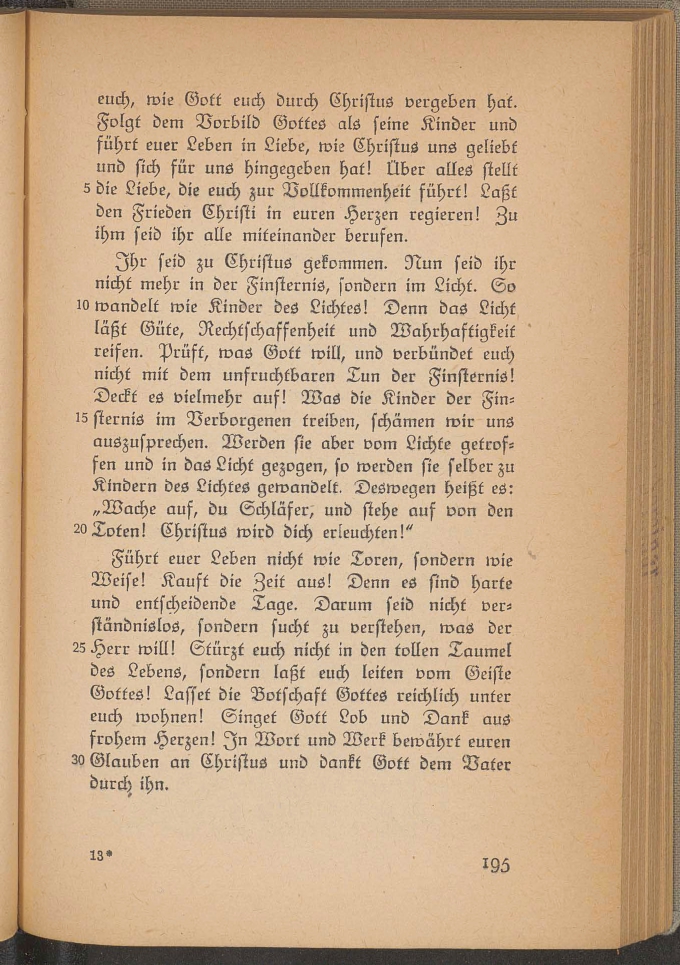 euch, wie Gott euch durch Christus vergeben hat.
Folgt dem Vorbild Gottes als seine Kinder und
führt euer Leben in Liebe, wie Christus uns geliebt
und sich für uns hingegeben hat! Über alles stellt
5 die Liebe, die euch zur Vollkommenheit führt! Laßt
den Frieden Christi in euren Herzen regieren! Zu
ihm seid ihr alle miteinander berufen.
Ihr seid zu Christus gekommen. Nun seid ihr
nicht mehr in der Finsternis, sondern im Licht. So
10 wandelt wie Kinder des Lichtes! Denn das Licht
läßt Güte, Rechtschaffenheit und Wahrhaftigkeit
reifen. Prüft, was Gott will, und verbündet euch
nicht mit dem unfruchtbaren Tun der Finsternis!
Deckt es vielmehr auf! Was die Kinder der Fin-
15 sternis im Verborgenen treiben, schämen wir uns
auszusprechen. Werden sie aber vom Lichte getrof-
fen und in das Licht gezogen, so werden sie selber zu
Kindern des Lichtes gewandelt. Deswegen heißt es:
„Wache auf, du Schläfer, und stehe auf von den
20 Toten! Christus wird dich erleuchten!“
Führt euer Leben nicht wie Toren, sondern wie
Weise! Kauft die Zeit aus! Denn es sind harte
und entscheidende Tage. Darum seid nicht ver-
ständnislos, sondern sucht zu verstehen, was der
25 Herr will! Stürzt euch nicht in den tollen Taumel
des Lebens, sondern laßt euch leiten vom Geiste
Gottes! Lasset die Botschaft Gottes reichlich unter
euch wohnen! Singet Gott Lob und Dank aus
frohem Herzen! In Wort und Werk bewährt euren
30 Glauben an Christus und dankt Gott dem Vater
durch ihn.
13*
195